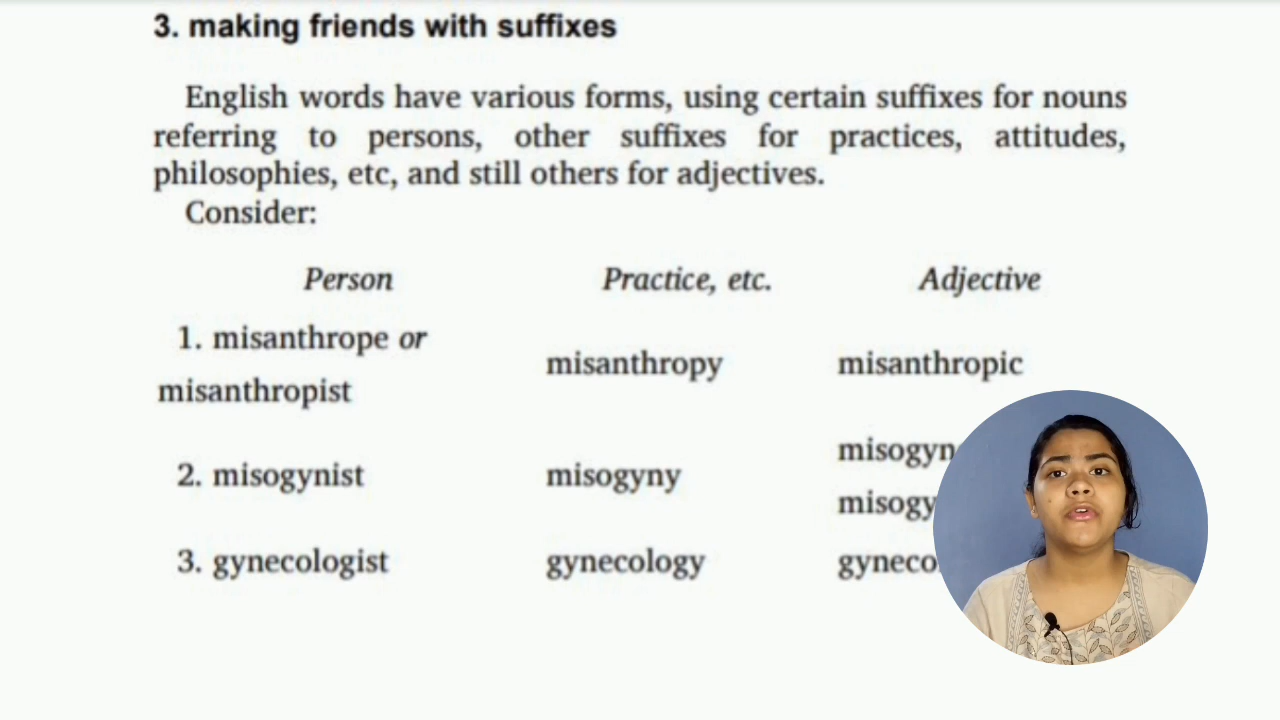 3. making friends with suffixes
English words have various forms, using certain suffixes for nouns
referring to persons, other suffixes for practices, attitudes,
philosophies, etc, and still others for adjectives.
Consider:
Person Practice, etc. Adjective
1. misanthrope or
misanthropist misanthropy misanthropic
2. misogynist misogyny
3. gynecologist gynecology